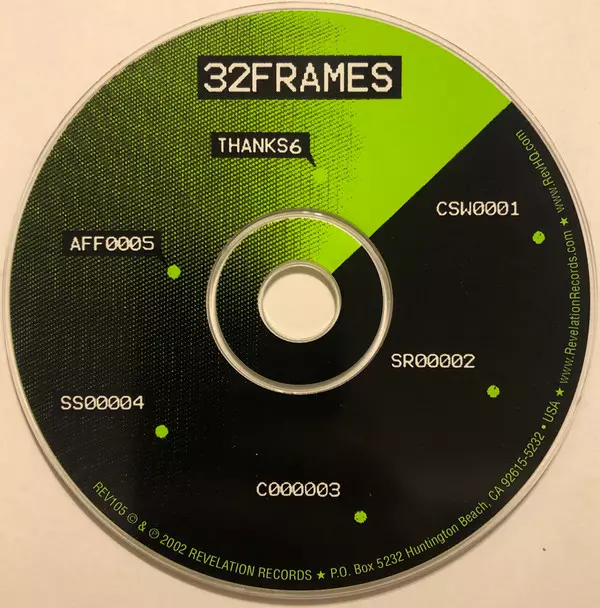 32FRAMES
THANKS6
CSW0001
AFF0005
SR00002
SS00004
C000003
REV105 © & ℗ 2002 REVELATION RECORDS ★ P.O. Box 5232 Huntington Beach, CA 92615-5232 • USA ★ www.RevelationRecords.com ★ www.RevHQ.com